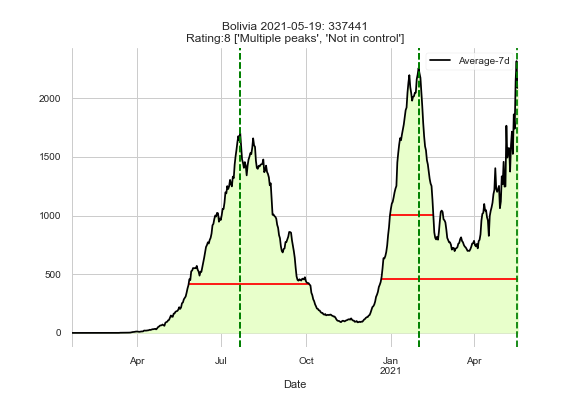 Bolivia 2021-05-19: 337441
Rating:8 ['Multiple peaks', 'Not in control']
Average-7d
2000
1500
1000
500
0
Apr
Jul
Oct
Jan
2021
Apr
Date